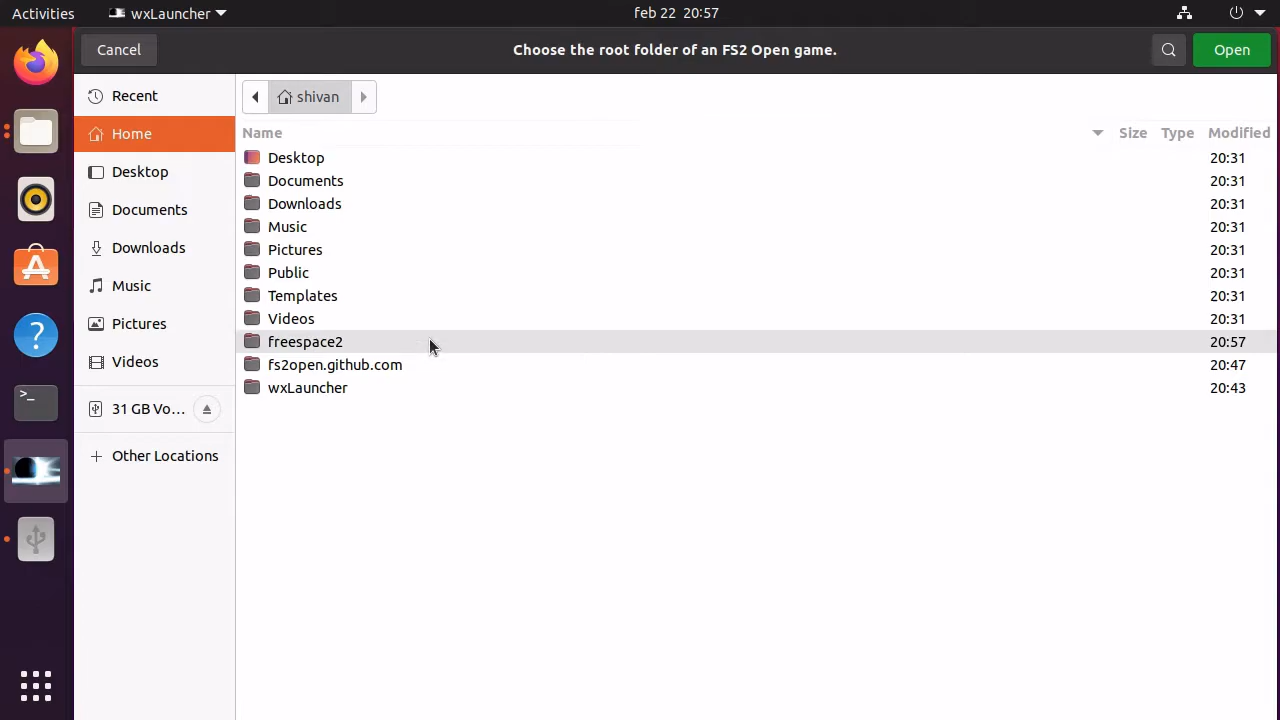 Activities wxLauncher feb 22 20:57
Cancel Choose the root folder of an FS2 Open game. Open
Recent
Home
Desktop
Documents
Downloads
Music
Pictures
Videos
31 GB Vo...
Other Locations
shivan
Name Size Type Modified
Desktop 20:31
Documents 20:31
Downloads 20:31
Music 20:31
Pictures 20:31
Public 20:31
Templates 20:31
Videos 20:31
freespace2 20:57
fs2open.github.com 20:47
wxLauncher 20:43